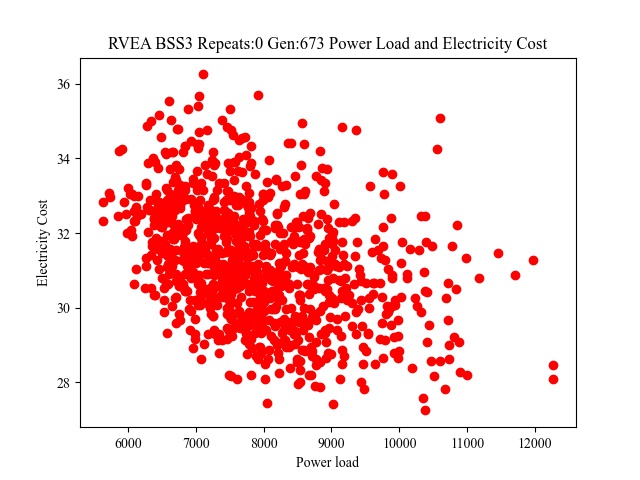 RVEA BSS3 Repeats:0 Gen:673 Power Load and Electricity Cost
36
34
32
30
28
Electricity Cost
6000 7000 8000 9000 10000 11000 12000
Power load